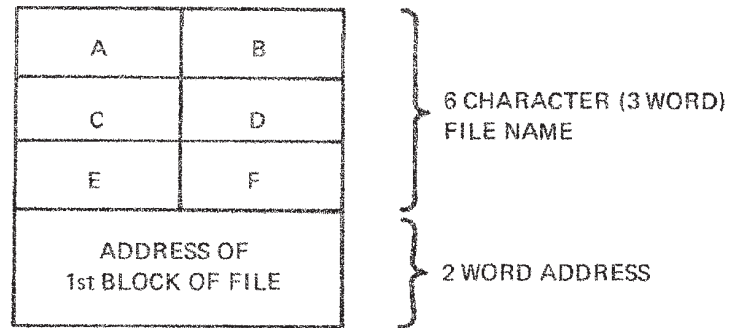 A B
C D
E F
6 CHARACTER (3 WORD)
FILE NAME
ADDRESS OF
1st BLOCK OF FILE
2 WORD ADDRESS